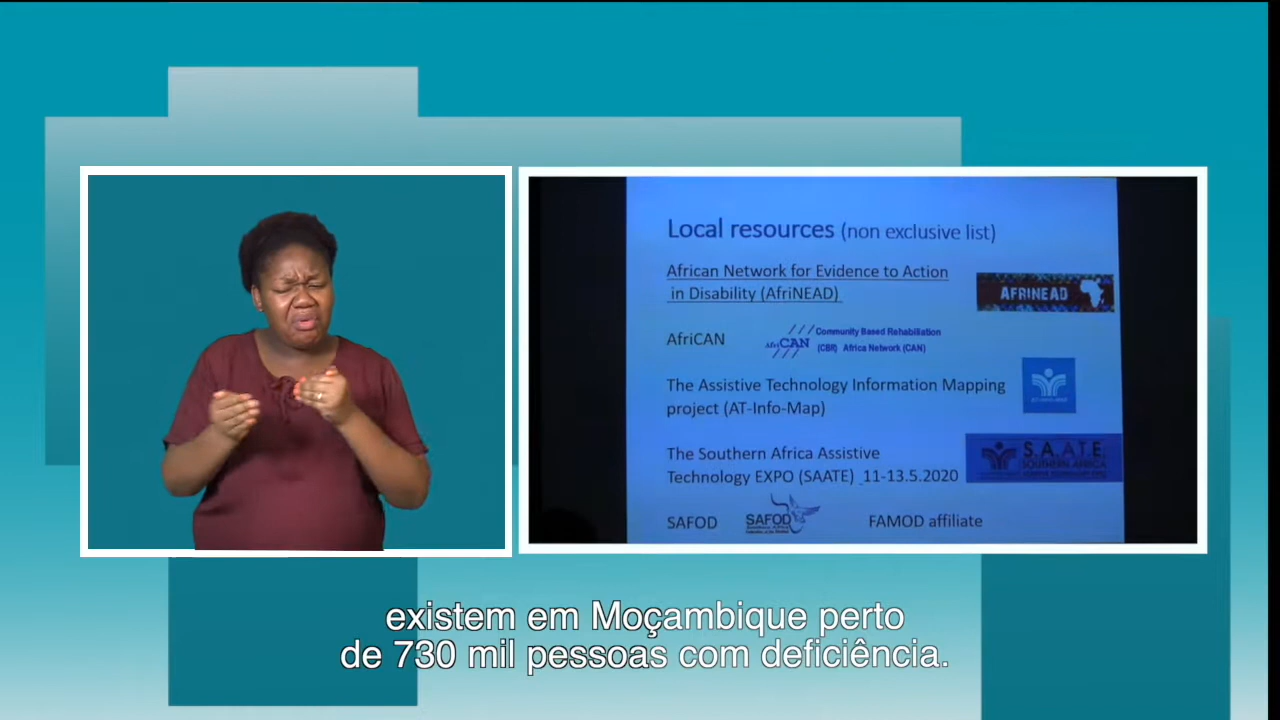 Local resources (non exclusive list)
African Network for Evidence to Action
in Disability (AfriNEAD)
AFRINEAD
AfriCAN
AfriCAN
Community Based Rehabilitation
(CBR) Africa Network (CAN)
The Assistive Technology Information Mapping
project (AT-Info-Map)
The Southern Africa Assistive
Technology EXPO (SAATE) 11-13.5.2020
S.A.AT.E.
SOUTHERN AFRICA
SAFOD
SAFOD
FAMOD affiliate
existem em Moçambique perto
de 730 mil pessoas com deficiência.